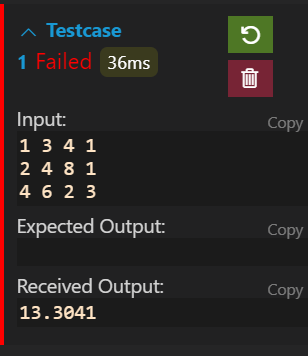 Testcase
1 Failed 36ms
Input:
Copy
1 3 4 1
2 4 8 1
4 6 2 3
Expected Output:
Copy
Received Output:
Copy
13.3041